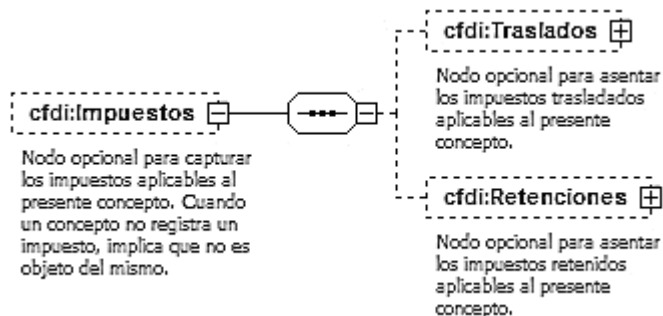 cfdi:Impuestos
Nodo opcional para capturar
los impuestos aplicables al
presente concepto. Cuando
un concepto no registra un
impuesto, implica que no es
objeto del mismo.
cfdi:Traslados
Nodo opcional para asentar
los impuestos trasladados
aplicables al presente
concepto.
cfdi:Retenciones
Nodo opcional para asentar
los impuestos retenidos
aplicables al presente
concepto.